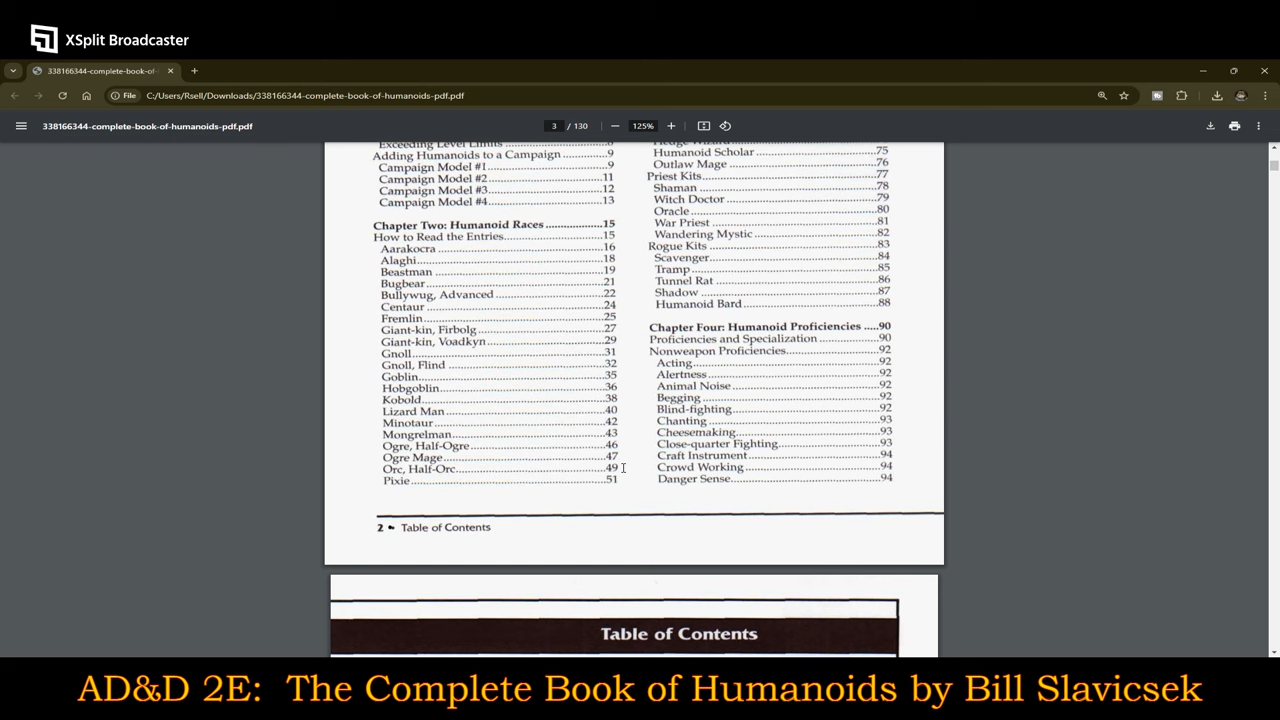 XSplit Broadcaster
338166344-complete-book-of-
File
C:/Users/Rsell/Downloads/338166344-complete-book-of-humanoids-pdf.pdf
338166344-complete-book-of-humanoids-pdf.pdf
3 / 130
125%
Exceeding Level Limits
Adding Humanoids to a Campaign ..............9
Campaign Model #1..............9
Campaign Model #2..............11
Campaign Model #3..............12
Campaign Model #4..............13
Chapter Two: Humanoid Races ..............15
How to Read the Entries..............15
Aarakocra ..............16
Alaghi..............18
Beastman ..............19
Bugbear..............21
Bullywug, Advanced ..............22
Centaur ..............24
Fremlin..............25
Giant-kin, Firbolg ..............27
Giant-kin, Voadkyn ..............29
Gnoll..............31
Gnoll, Flind ..............32
Goblin..............35
Hobgoblin..............36
Kobold..............38
Lizard Man ..............40
Minotaur ..............42
Mongrelman..............43
Ogre, Half-Ogre ..............46
Ogre Mage..............47
Orc, Half-Orc..............49
Pixie..............51
Hedge Wizard
Humanoid Scholar ..............75
Outlaw Mage ..............76
Priest Kits..............77
Shaman ..............78
Witch Doctor ..............79
Oracle ..............80
War Priest ..............81
Wandering Mystic ..............82
Rogue Kits ..............83
Scavenger..............84
Tramp ..............85
Tunnel Rat ..............86
Shadow ..............87
Humanoid Bard ..............88
Chapter Four: Humanoid Proficiencies .....90
Proficiencies and Specialization ..............90
Nonweapon Proficiencies..............92
Acting..............92
Alertness..............92
Animal Noise ..............92
Begging ..............92
Blind-fighting..............92
Chanting ..............93
Cheesemaking..............93
Close-quarter Fighting..............93
Craft Instrument ..............94
Crowd Working ..............94
Danger Sense..............94
2 Table of Contents
Table of Contents
AD&D 2E: The Complete Book of Humanoids by Bill Slavicsek